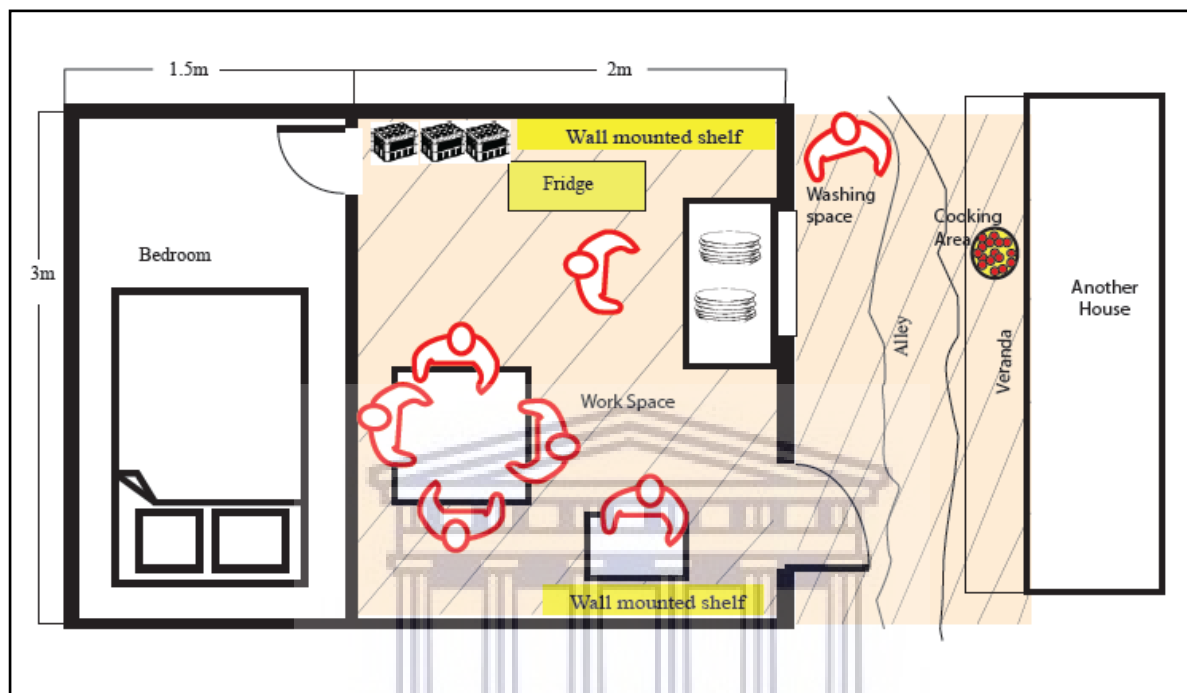 1.5m
2m
3m
Wall mounted shelf
Fridge
Washing
space
Cooking
Area
Bedroom
Another
House
Alley
Veranda
Work Space
Wall mounted shelf